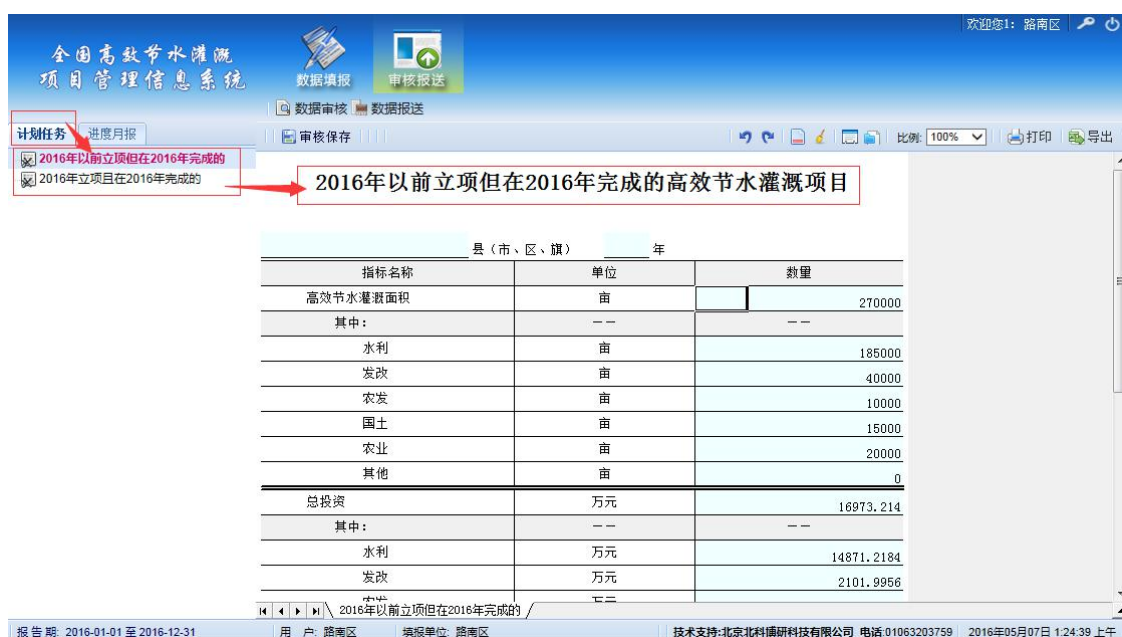 欢迎您1: 路南区
全国高效节水灌溉
项目管理信息系统
数据填报
审核报送
数据审核 数据报送
计划任务 进度月报
审核保存
比例: 100% 打印 导出
2016年以前立项但在2016年完成的
2016年立项且在2016年完成的
2016年以前立项但在2016年完成的高效节水灌溉项目
县(市、区、旗) 年
指标名称 单位 数量
高效节水灌溉面积 亩 270000
其中: —— ——
水利 亩 185000
发改 亩 40000
农发 亩 10000
国土 亩 15000
农业 亩 20000
其他 亩 0
总投资 万元 16973.214
其中: —— ——
水利 万元 14871.2184
发改 万元 2101.9956
2016年以前立项但在2016年完成的
报告期: 2016-01-01 至 2016-12-31 用 户: 路南区 填报单位: 路南区 技术支持:北京北科博研科技有限公司 电话:01063203759 2016年05月07日 1:24:39 上午